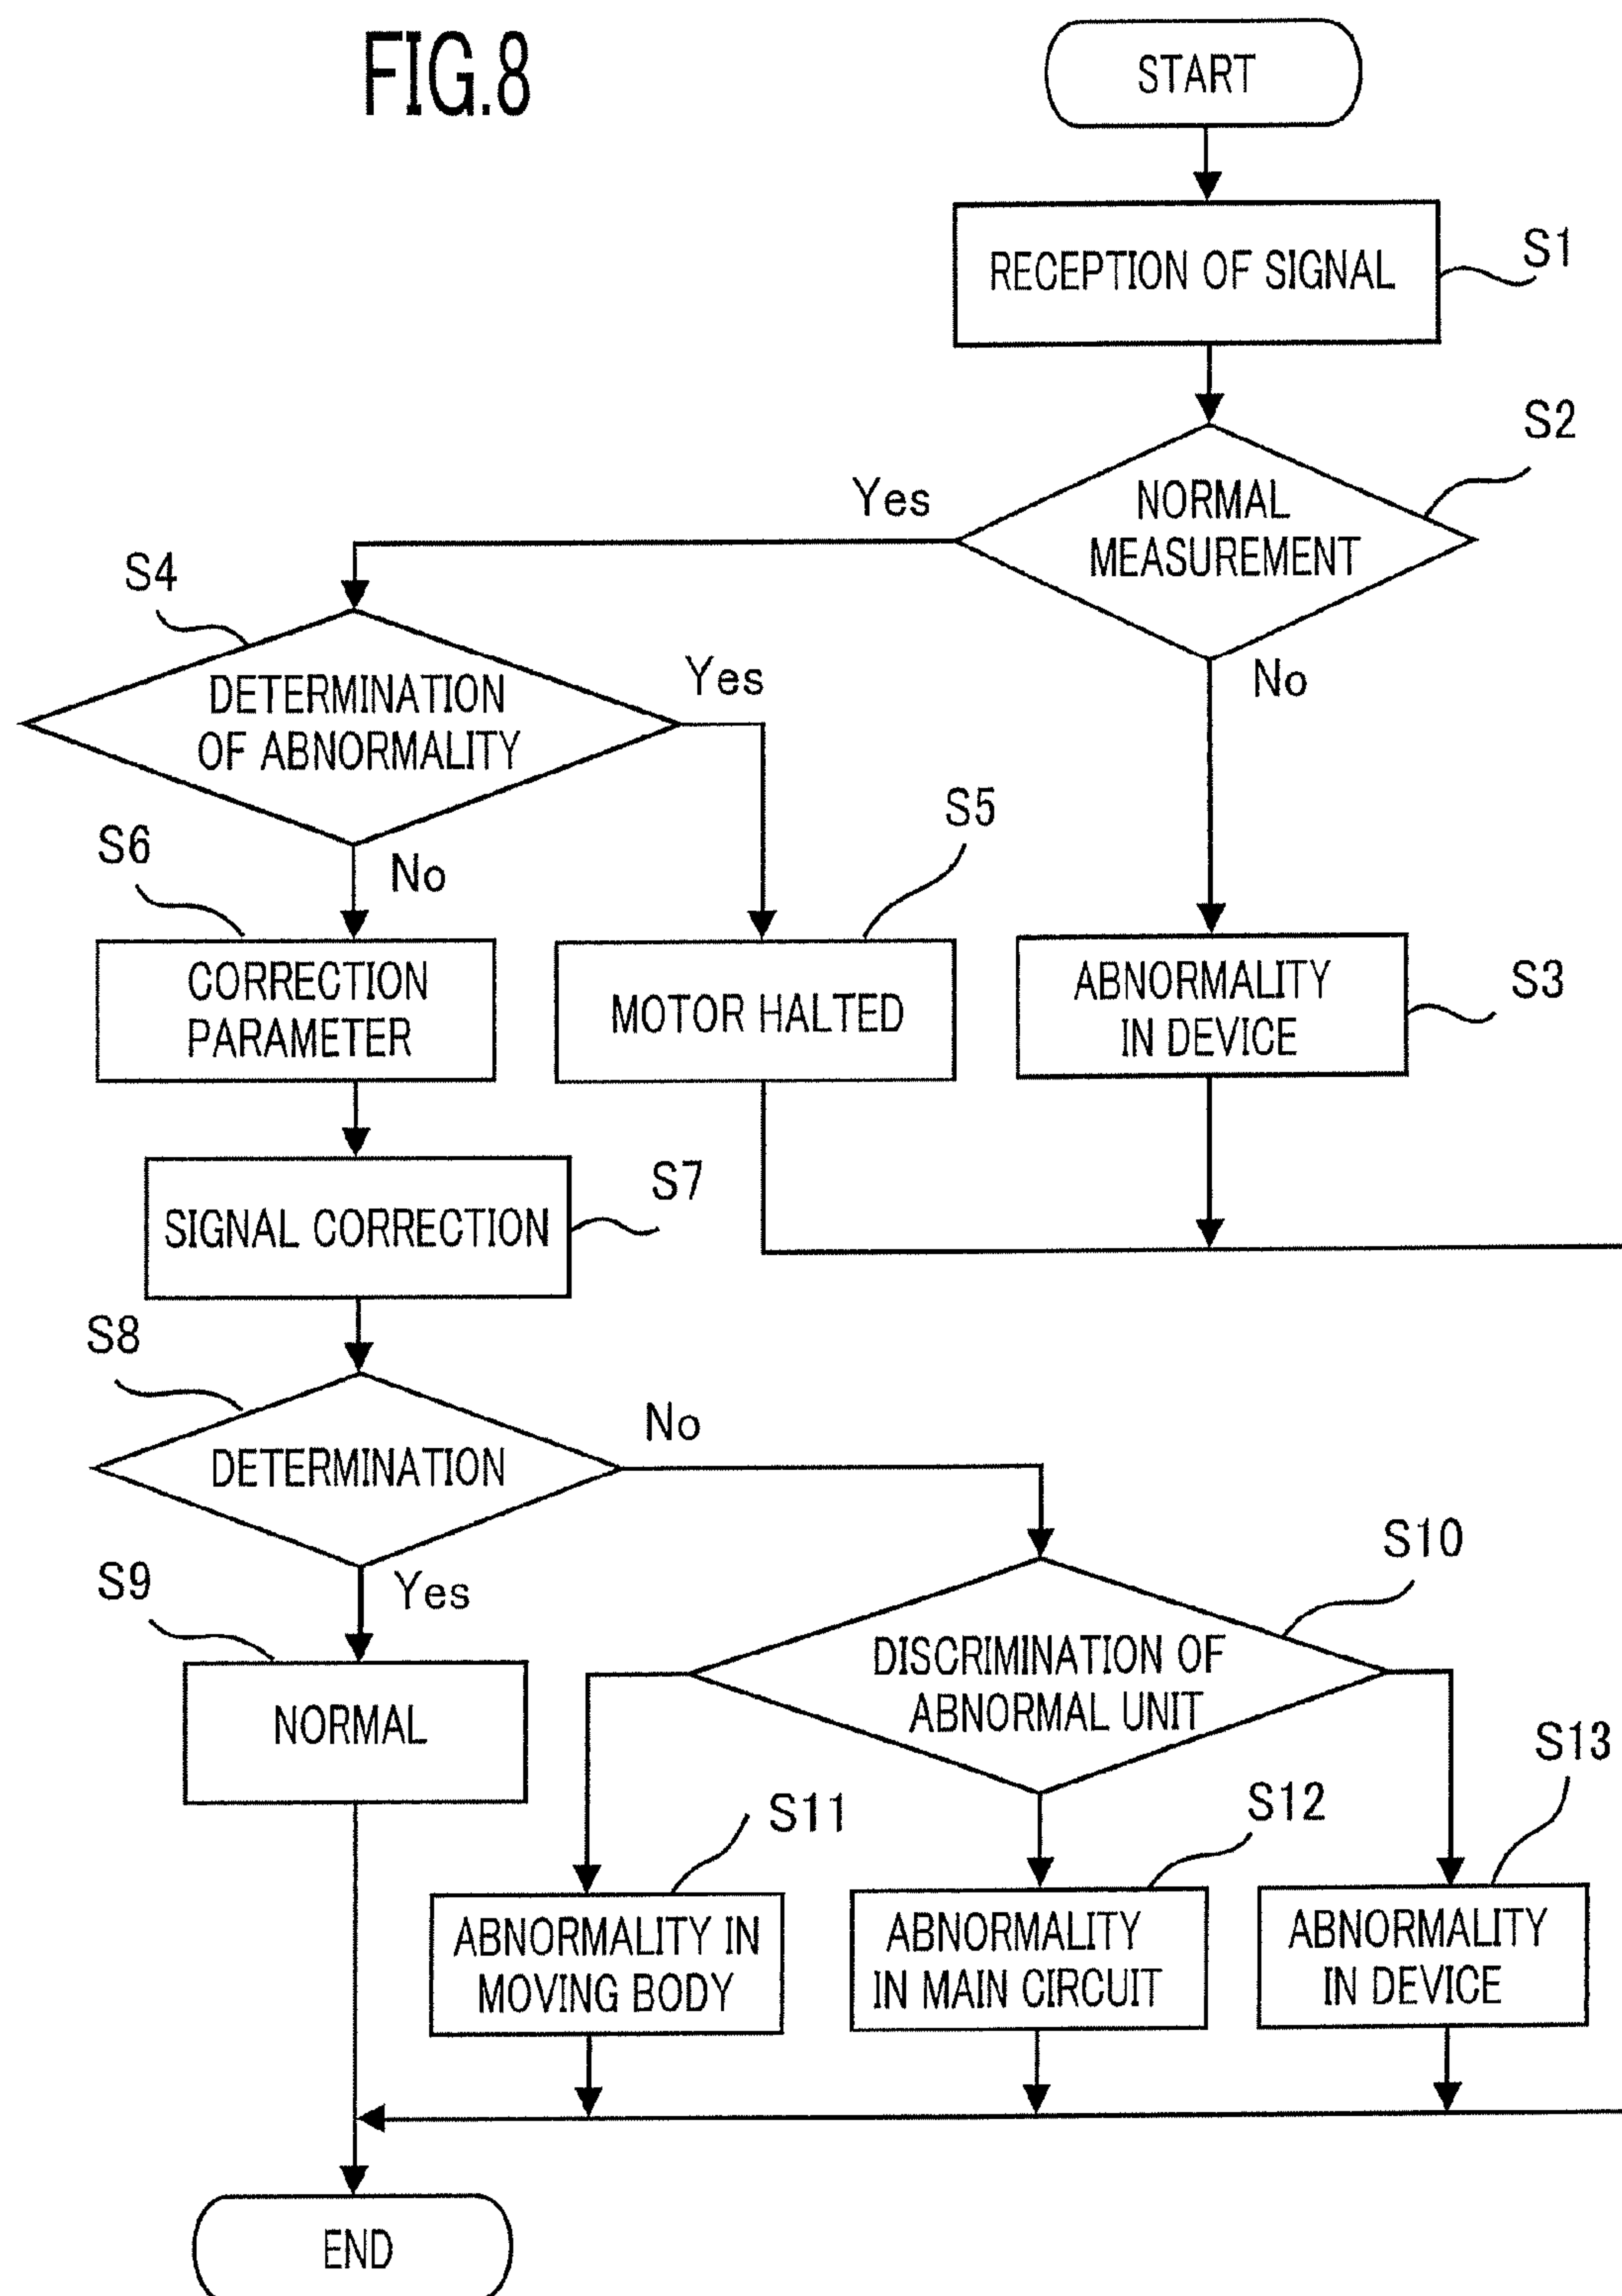 FIG.8
START
RECEPTION OF SIGNAL
S1
S2
NORMAL
MEASUREMENT
Yes
No
S4
DETERMINATION
OF ABNORMALITY
Yes
No
S6
CORRECTION
PARAMETER
S5
MOTOR HALTED
S3
ABNORMALITY
IN DEVICE
SIGNAL CORRECTION
S7
S8
DETERMINATION
No
Yes
S9
NORMAL
S10
DISCRIMINATION OF
ABNORMAL UNIT
S11
ABNORMALITY IN
MOVING BODY
S12
ABNORMALITY
IN MAIN CIRCUIT
S13
ABNORMALITY
IN DEVICE
END